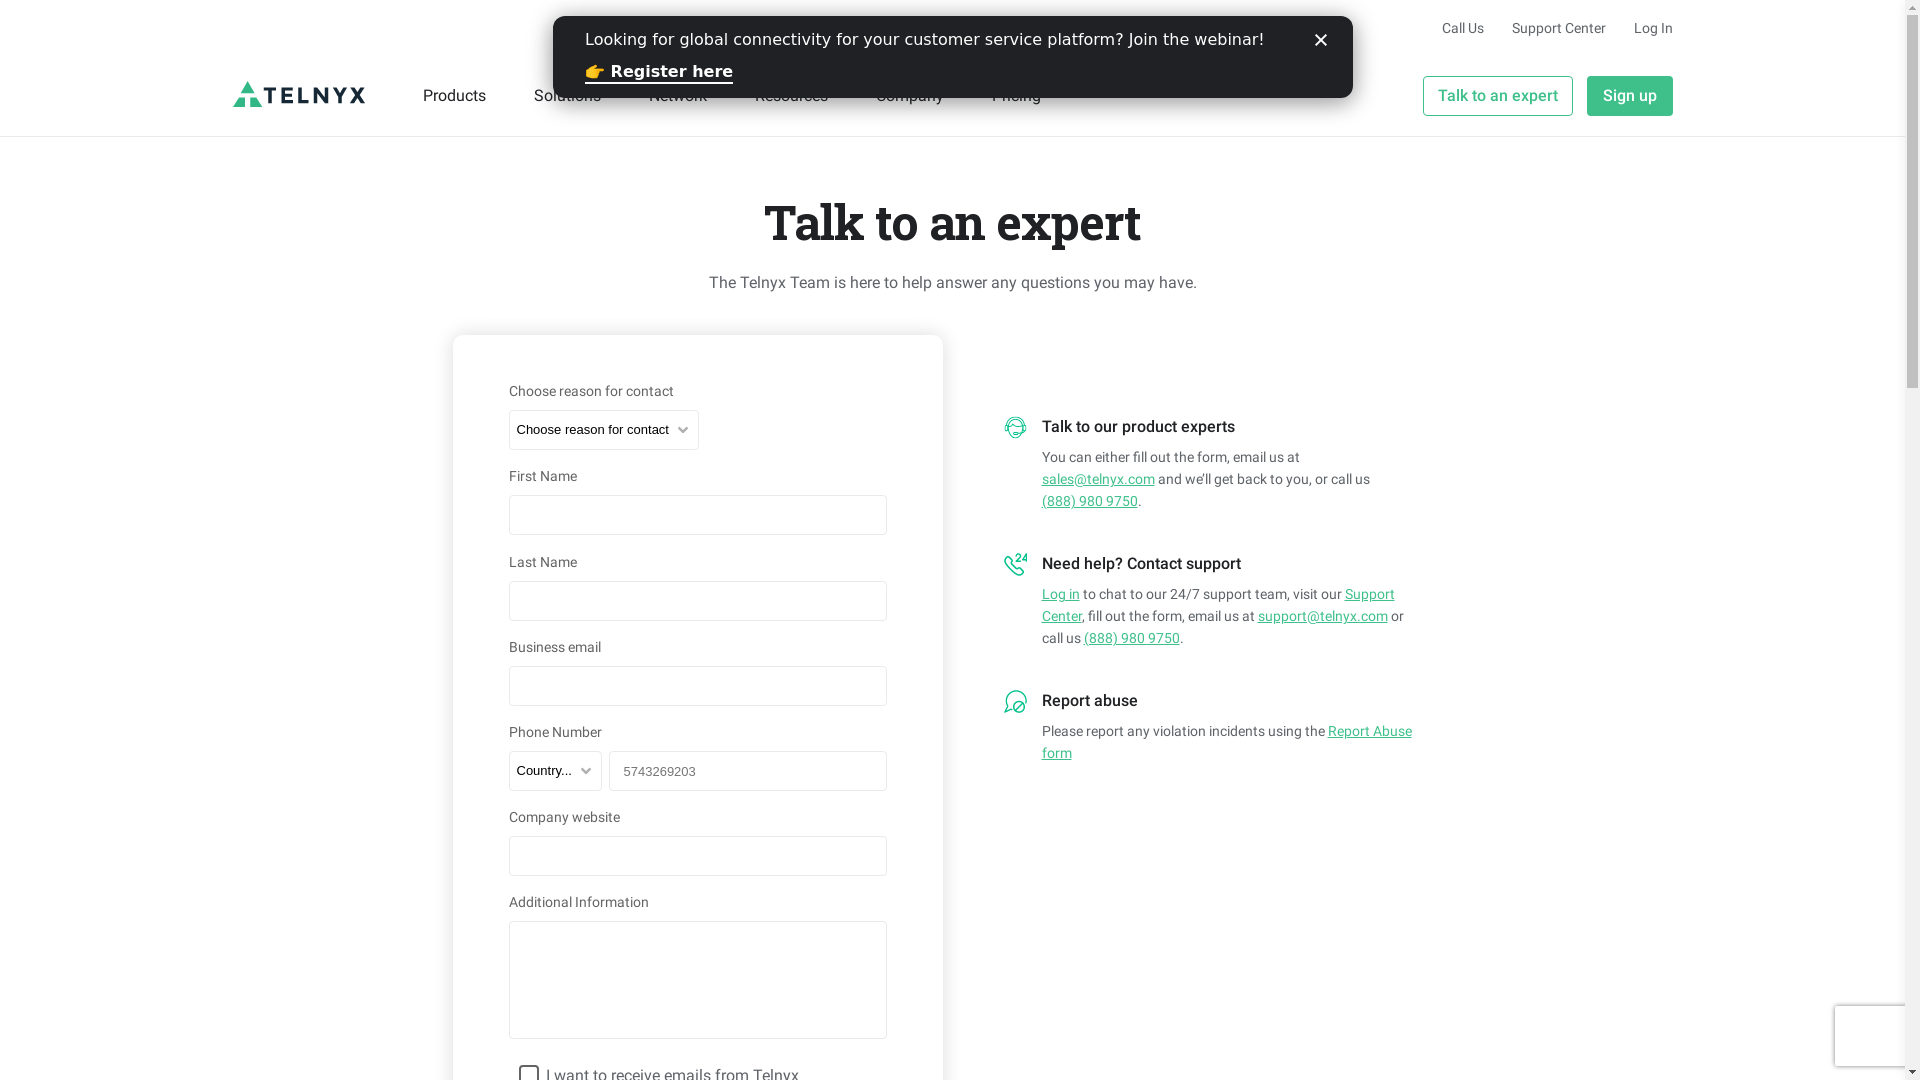 Looking for global connectivity for your customer service platform? Join the webinar!
👉 Register here
Call Us
Support Center
Log In
TELNYX
Products
Solutions
Network
Resources
Company
Pricing
Talk to an expert
Sign up
Talk to an expert
The Telnyx Team is here to help answer any questions you may have.
Choose reason for contact
Choose reason for contact
First Name
Last Name
Business email
Phone Number
Country...
5743269203
Company website
Additional Information
I want to receive emails from Telnyx
Talk to our product experts
You can either fill out the form, email us at
sales@telnyx.com and we’ll get back to you, or call us
(888) 980 9750.
24
Need help? Contact support
Log in to chat to our 24/7 support team, visit our Support
Center, fill out the form, email us at support@telnyx.com or
call us (888) 980 9750.
Report abuse
Please report any violation incidents using the Report Abuse
form